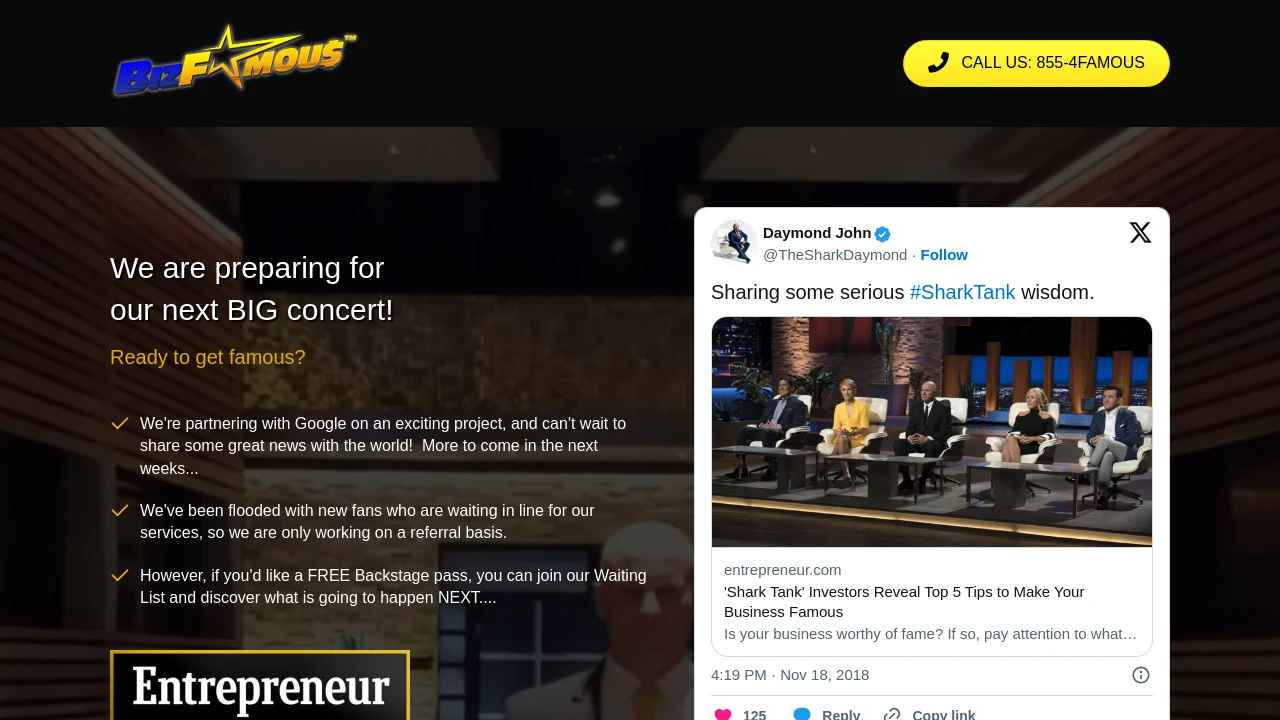 BizFamous™
CALL US: 855-4FAMOUS
We are preparing for
our next BIG concert!
Ready to get famous?
We're partnering with Google on an exciting project, and can't wait to
share some great news with the world!  More to come in the next
weeks...
We've been flooded with new fans who are waiting in line for our
services, so we are only working on a referral basis.
However, if you'd like a FREE Backstage pass, you can join our Waiting
List and discover what is going to happen NEXT....
Entrepreneur
Daymond John
@TheSharkDaymond · Follow
Sharing some serious #SharkTank wisdom.
entrepreneur.com
'Shark Tank' Investors Reveal Top 5 Tips to Make Your
Business Famous
Is your business worthy of fame? If so, pay attention to what…
4:19 PM · Nov 18, 2018
125 Reply Copy link